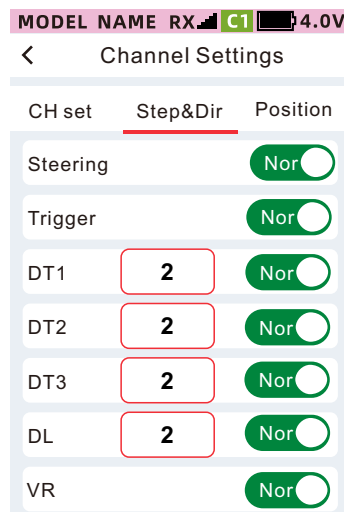 MODEL NAME RX C1 4.0V
< Channel Settings
CH set Step&Dir Position
Steering Nor
Trigger Nor
DT1 2 Nor
DT2 2 Nor
DT3 2 Nor
DL 2 Nor
VR Nor